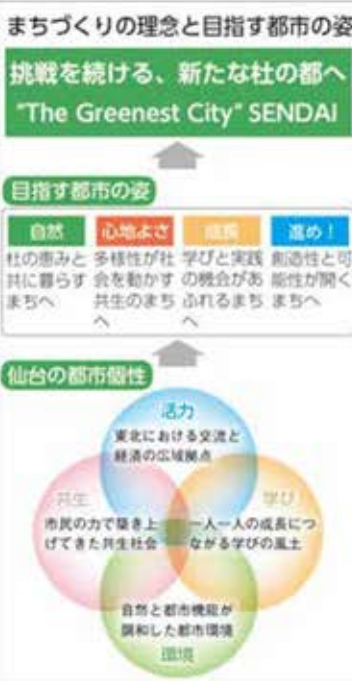 まちづくりの理念と目指す都市の姿
挑戦を続ける、新たな杜の都へ
"The Greenest City" SENDAI
目指す都市の姿
自然
杜の恵みと
共に暮らす
まちへ
心地よさ
多様性が社
会を動かす
共生のまち
へ
成長
学びと実践
の機会があ
ふれるまち
へ
進め！
創造性と可
能性が開く
まちへ
仙台の都市個性
活力
東北における交流と
経済の広域拠点
共生
市民の力で築き上
げてきた共生社会
学び
一人一人の成長につ
ながる学びの風土
自然と都市機能が
調和した都市環境
環境